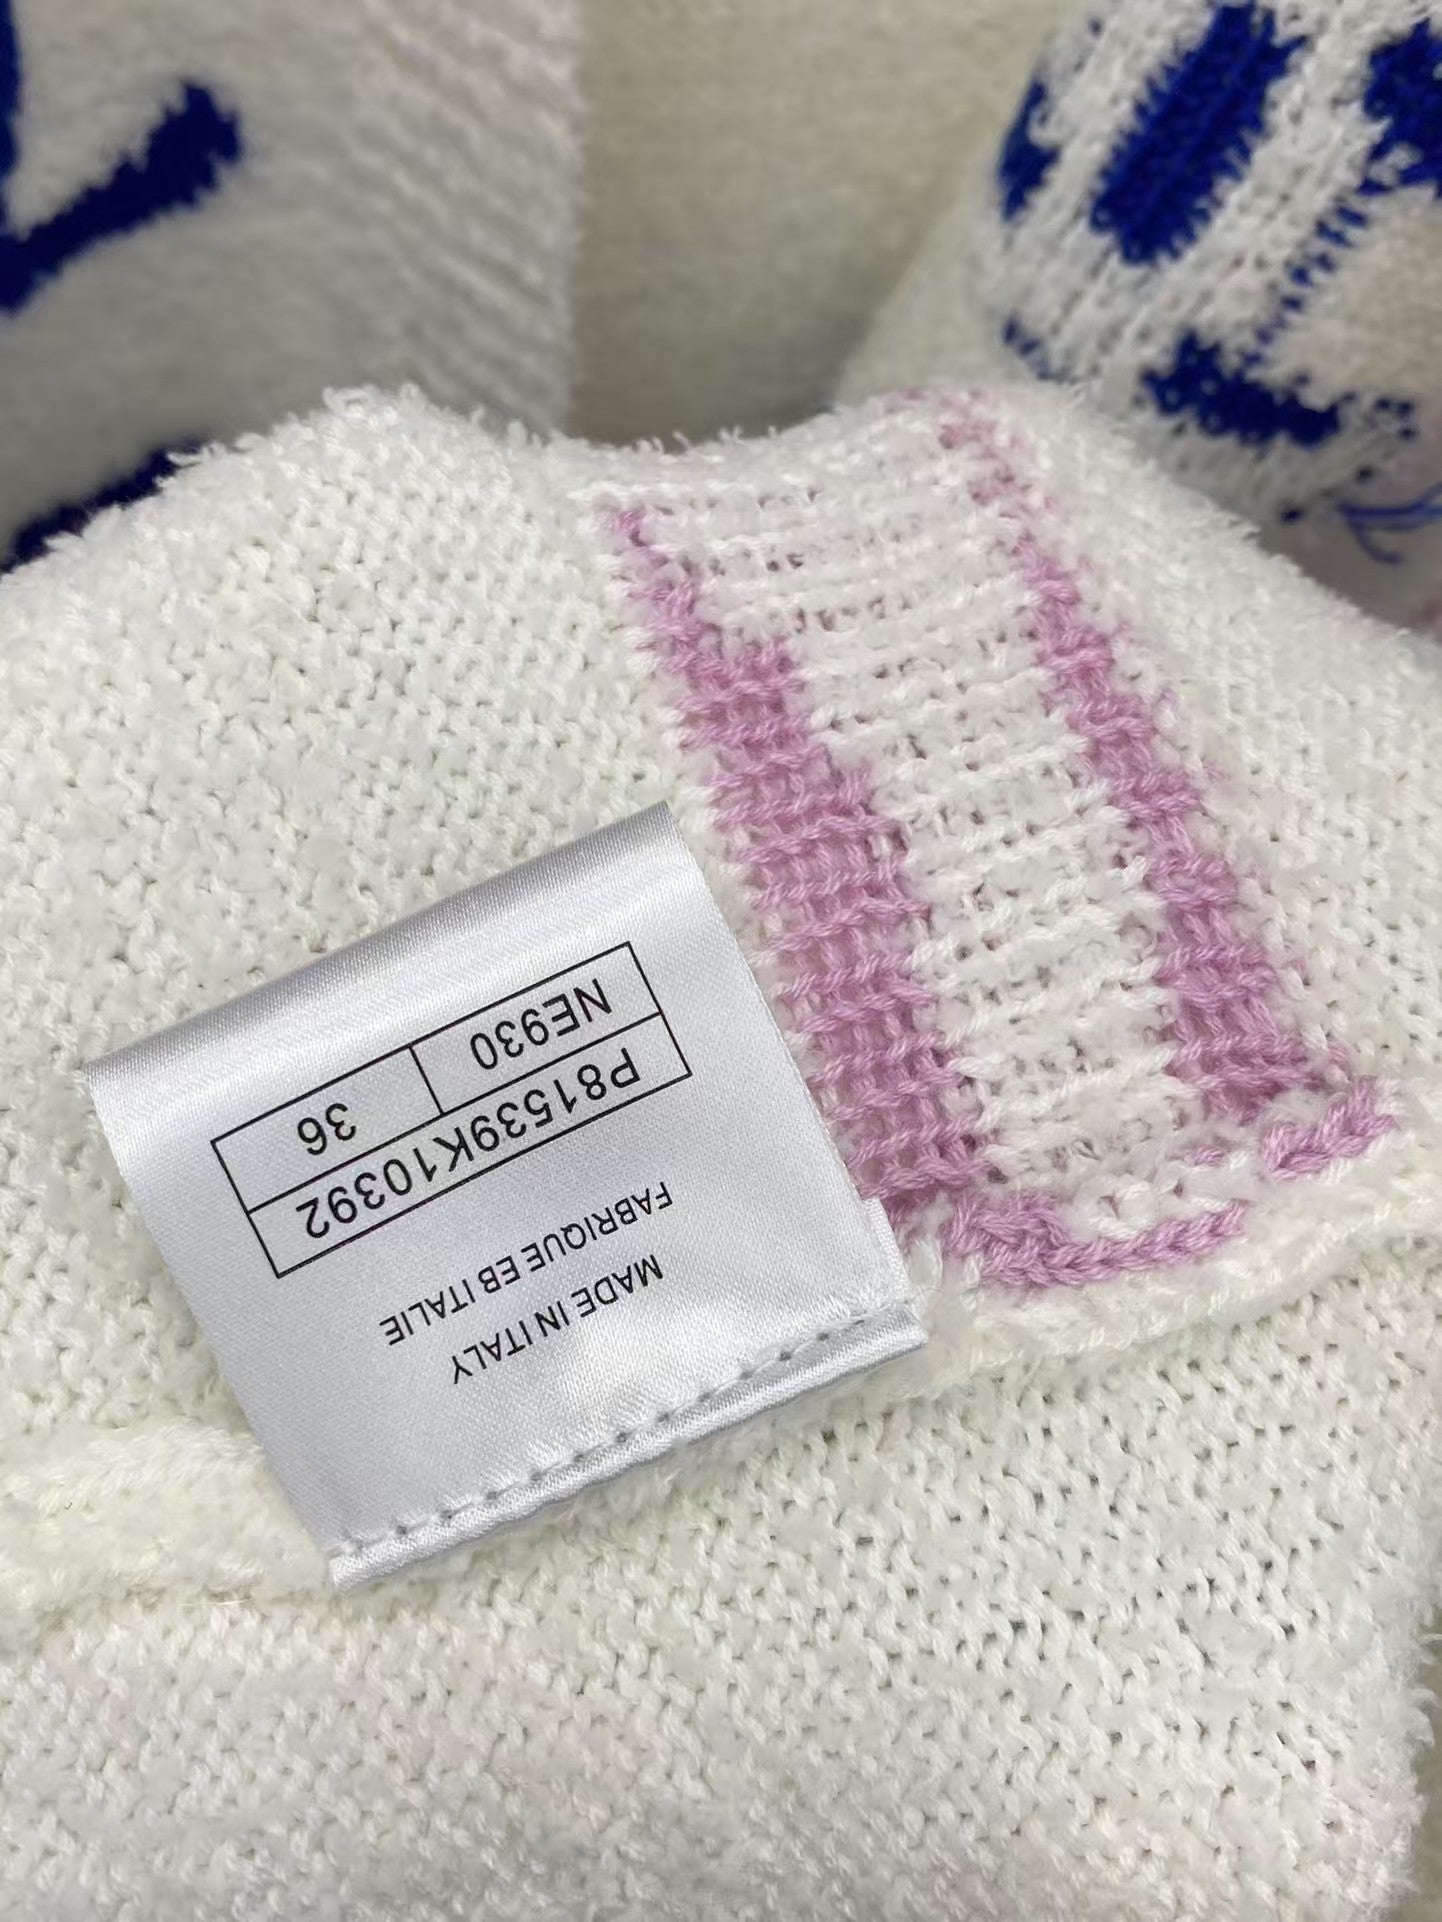 MADE IN ITALY
FABRIQUE EB ITALIE
P81539K10392
NE930 36